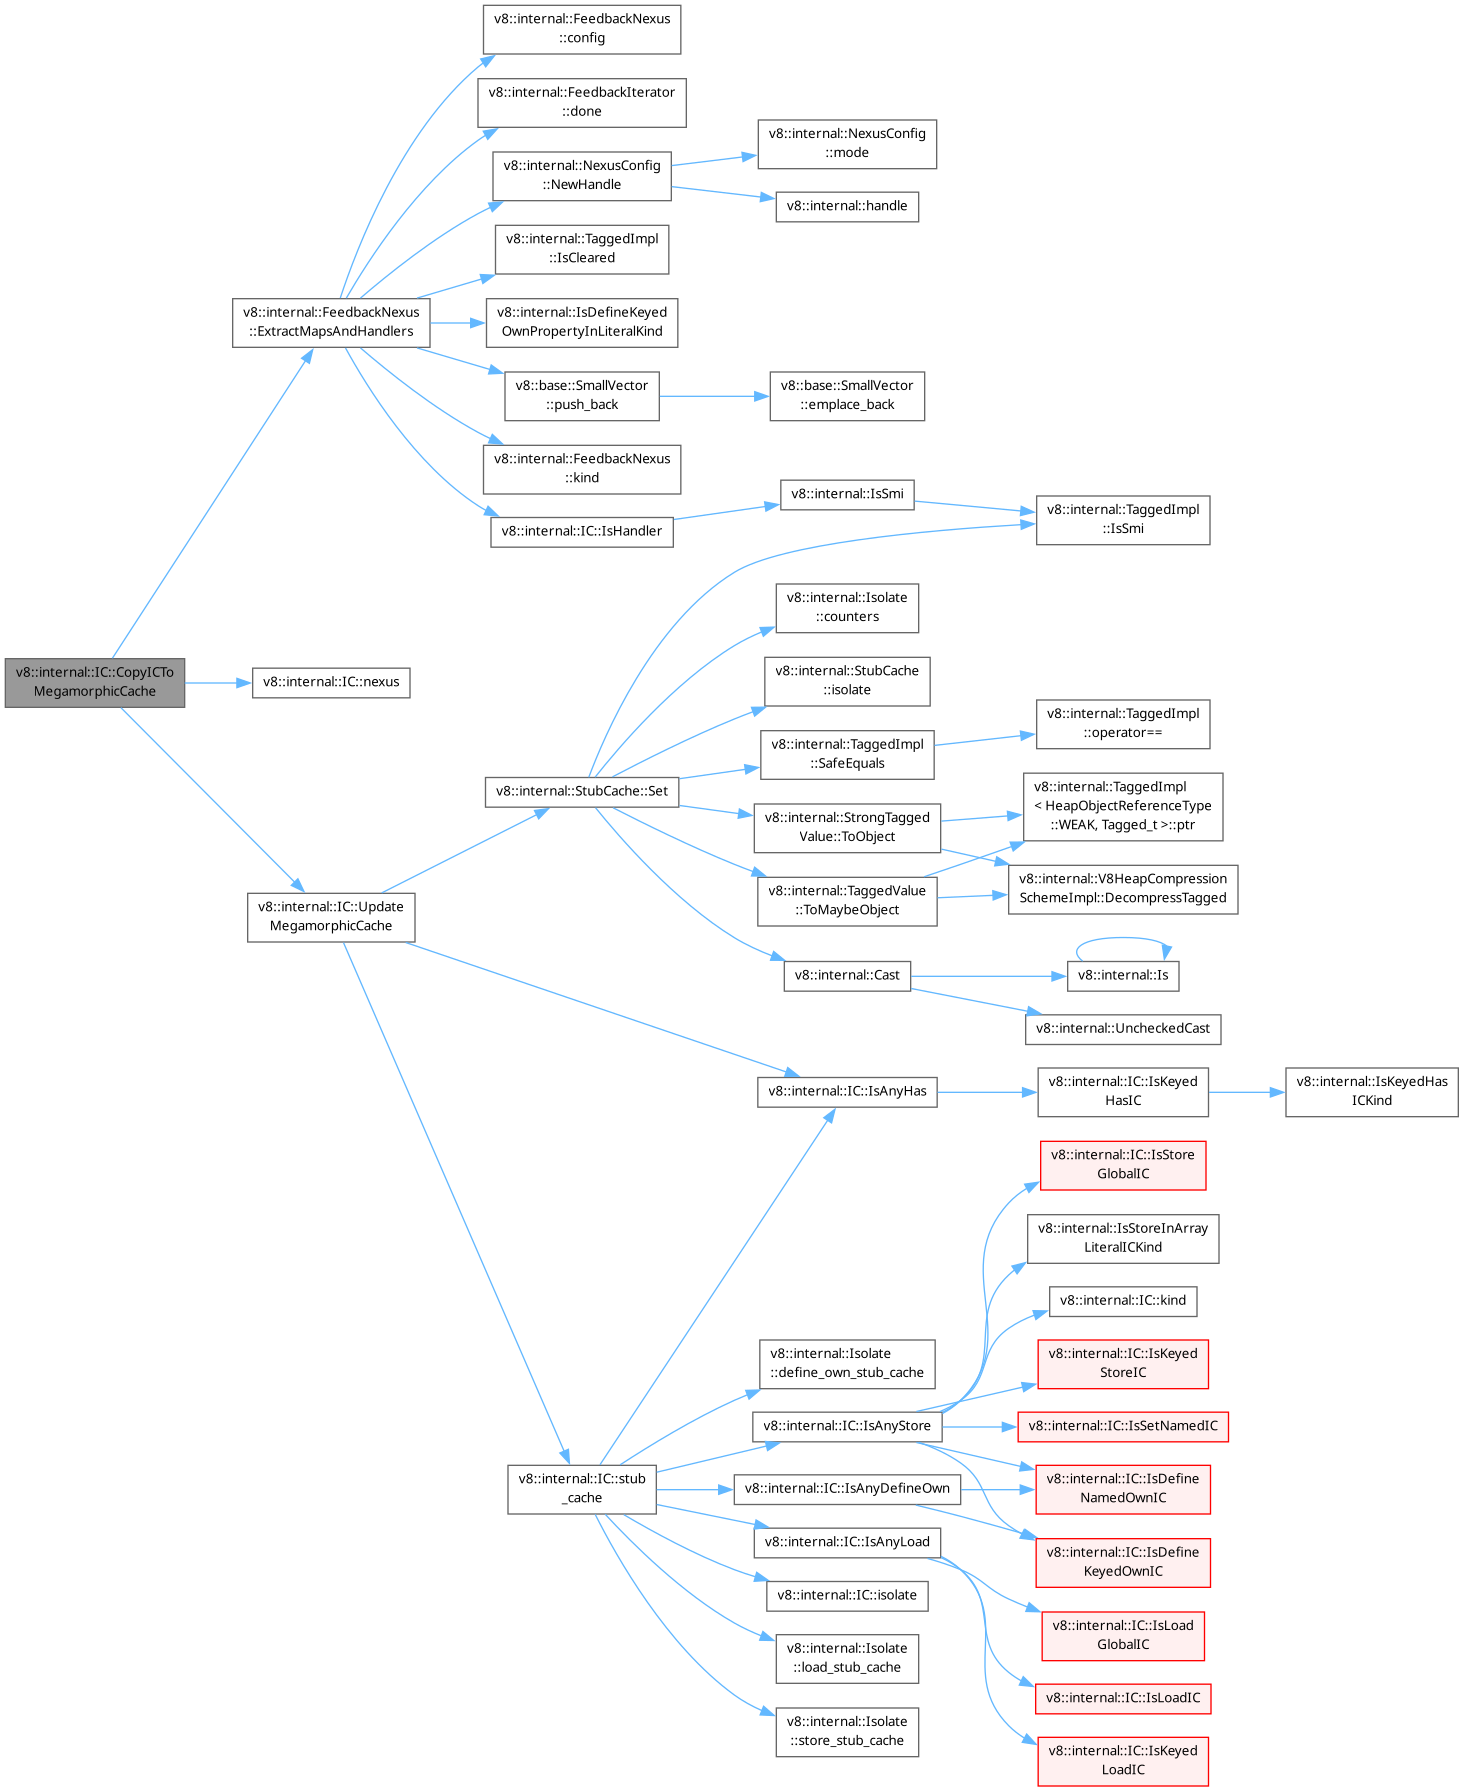 v8::internal::FeedbackNexus
::config
v8::internal::FeedbackIterator
::done
v8::internal::NexusConfig
::mode
v8::internal::NexusConfig
::NewHandle
v8::internal::handle
v8::internal::TaggedImpl
::IsCleared
v8::internal::FeedbackNexus
::ExtractMapsAndHandlers
v8::internal::IsDefineKeyed
OwnPropertyInLiteralKind
v8::base::SmallVector
::push_back
v8::base::SmallVector
::emplace_back
v8::internal::FeedbackNexus
::kind
v8::internal::IC::IsHandler
v8::internal::IsSmi
v8::internal::TaggedImpl
::IsSmi
v8::internal::Isolate
::counters
v8::internal::IC::CopyICTo
MegamorphicCache
v8::internal::IC::nexus
v8::internal::StubCache
::isolate
v8::internal::TaggedImpl
::SafeEquals
v8::internal::TaggedImpl
::operator==
v8::internal::StubCache::Set
v8::internal::StrongTagged
Value::ToObject
v8::internal::TaggedImpl
< HeapObjectReferenceType
::WEAK, Tagged_t >::ptr
v8::internal::TaggedValue
::ToMaybeObject
v8::internal::V8HeapCompression
SchemeImpl::DecompressTagged
v8::internal::IC::Update
MegamorphicCache
v8::internal::Cast
v8::internal::Is
v8::internal::UncheckedCast
v8::internal::IC::IsAnyHas
v8::internal::IC::IsKeyed
HasIC
v8::internal::IsKeyedHas
ICKind
v8::internal::IC::IsStore
GlobalIC
v8::internal::IsStoreInArray
LiteralICKind
v8::internal::IC::kind
v8::internal::Isolate
::define_own_stub_cache
v8::internal::IC::IsKeyed
StoreIC
v8::internal::IC::IsAnyStore
v8::internal::IC::IsSetNamedIC
v8::internal::IC::stub
_cache
v8::internal::IC::IsAnyDefineOwn
v8::internal::IC::IsDefine
NamedOwnIC
v8::internal::IC::IsAnyLoad
v8::internal::IC::IsDefine
KeyedOwnIC
v8::internal::IC::isolate
v8::internal::IC::IsLoad
GlobalIC
v8::internal::Isolate
::load_stub_cache
v8::internal::IC::IsLoadIC
v8::internal::Isolate
::store_stub_cache
v8::internal::IC::IsKeyed
LoadIC